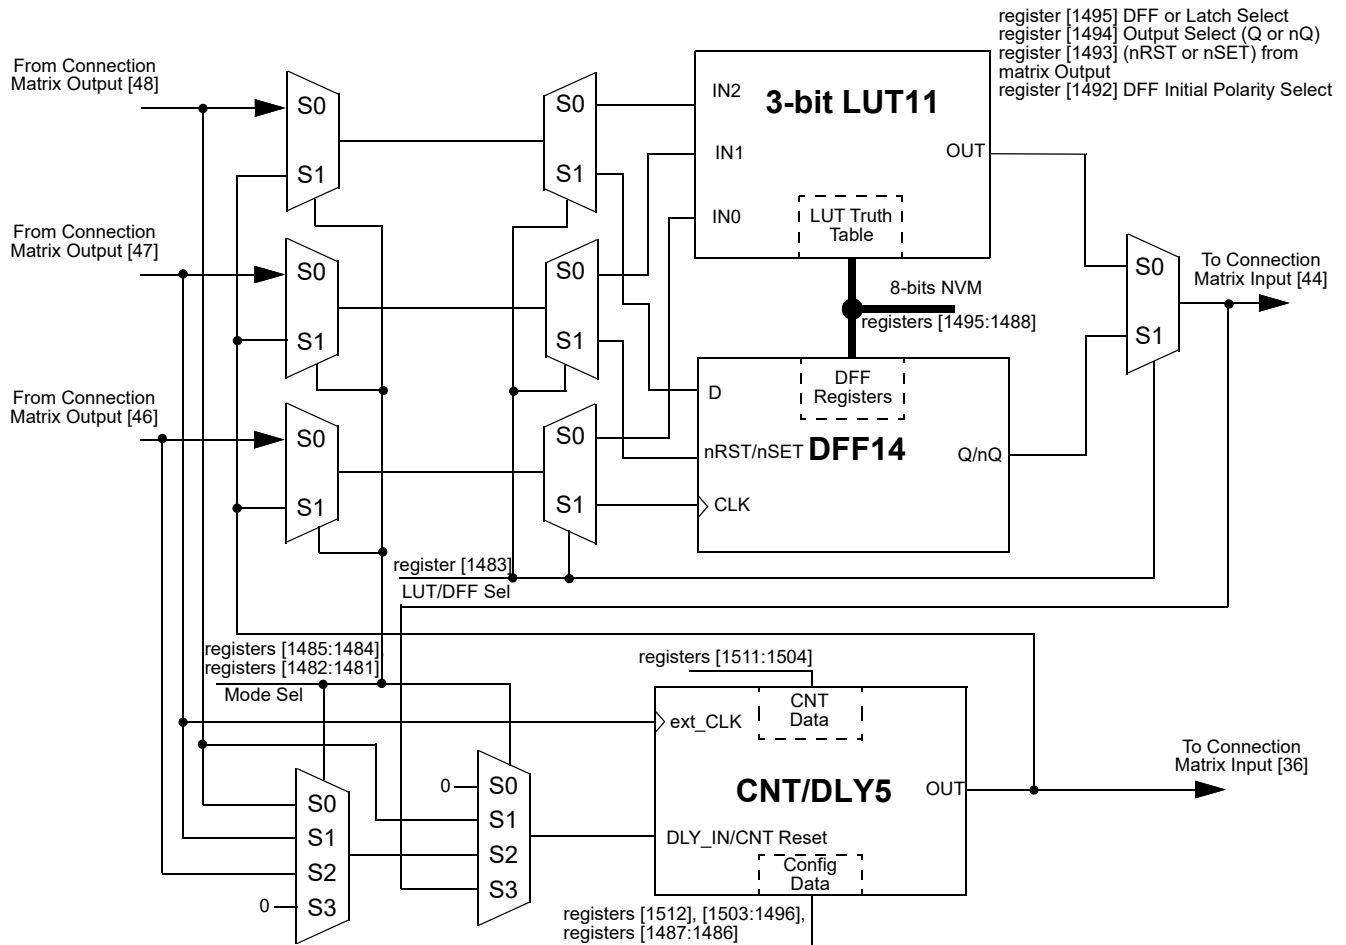 register [1495] DFF or Latch Select
register [1494] Output Select (Q or nQ)
register [1493] (nRST or nSET) from
matrix Output
register [1492] DFF Initial Polarity Select
From Connection
Matrix Output [48]
S0
S1
S0
S1
IN2
3-bit LUT11
IN1
OUT
IN0
LUT Truth
Table
From Connection
Matrix Output [47]
S0
S1
S0
S1
8-bits NVM
registers [1495:1488]
S0
S1
To Connection
Matrix Input [44]
From Connection
Matrix Output [46]
S0
S1
S0
S1
DFF
Registers
D
nRST/nSET
DFF14
Q/nQ
CLK
register [1483]
LUT/DFF Sel
registers [1485:1484],
registers [1482:1481]
Mode Sel
registers [1511:1504]
CNT
Data
ext_CLK
CNT/DLY5
OUT
To Connection
Matrix Input [36]
DLY_IN/CNT Reset
Config
Data
0
S0
S1
S2
S3
S0
S1
S2
0
S3
registers [1512], [1503:1496],
registers [1487:1486]